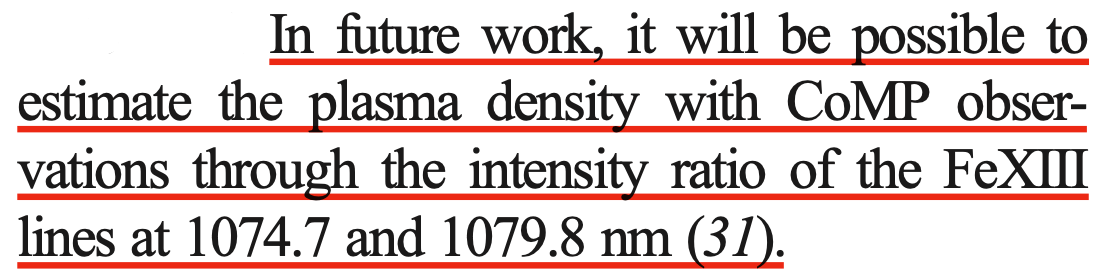 In future work, it will be possible to
estimate the plasma density with CoMP obser-
vations through the intensity ratio of the FeXIII
lines at 1074.7 and 1079.8 nm (31).